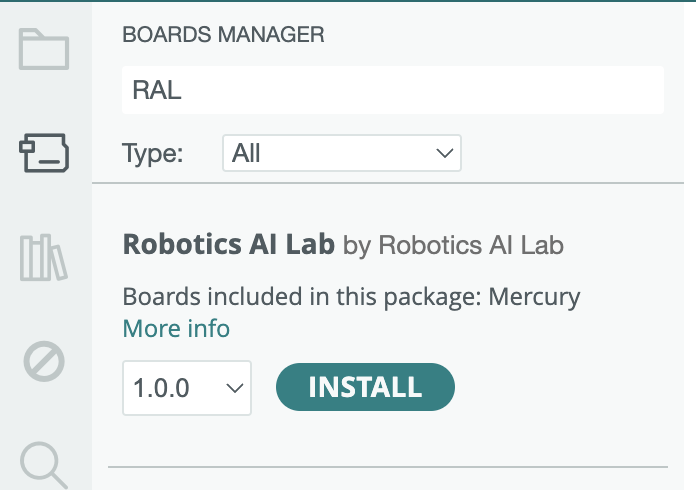 BOARDS MANAGER
RAL
Type: All
Robotics AI Lab by Robotics AI Lab
Boards included in this package: Mercury
More info
1.0.0 INSTALL